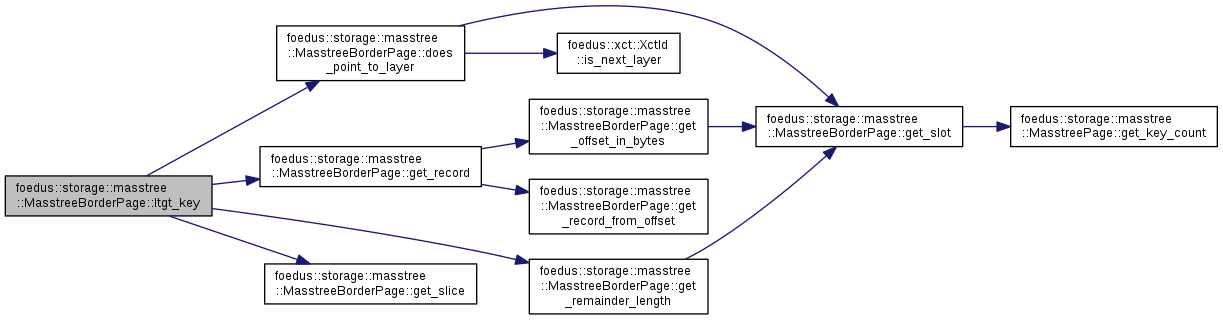 foedus::storage::masstree
::MasstreeBorderPage::ltgt_key
foedus::storage::masstree
::MasstreeBorderPage::does
_point_to_layer
foedus::storage::masstree
::MasstreeBorderPage::get_record
foedus::storage::masstree
::MasstreeBorderPage::get_slice
foedus::xct::XctId
::is_next_layer
foedus::storage::masstree
::MasstreeBorderPage::get
_offset_in_bytes
foedus::storage::masstree
::MasstreeBorderPage::get
_record_from_offset
foedus::storage::masstree
::MasstreeBorderPage::get
_remainder_length
foedus::storage::masstree
::MasstreeBorderPage::get_slot
foedus::storage::masstree
::MasstreePage::get_key_count